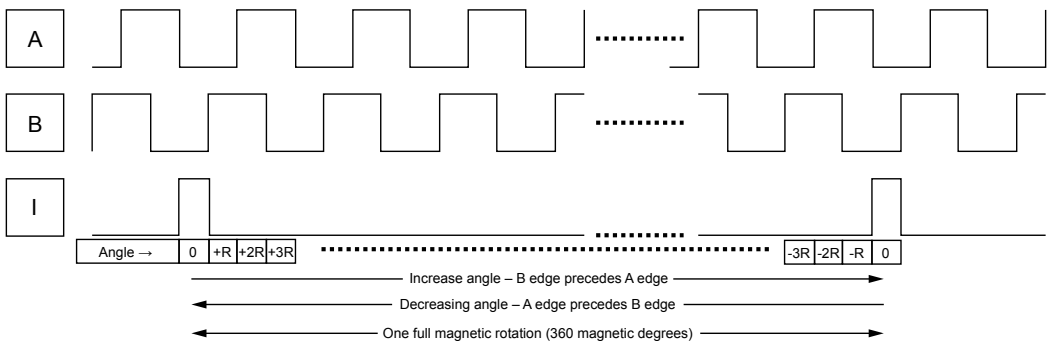 A
B
I
Angle → 0 +R +2R +3R -3R -2R -R 0
Increase angle – B edge precedes A edge
Decreasing angle – A edge precedes B edge
One full magnetic rotation (360 magnetic degrees)